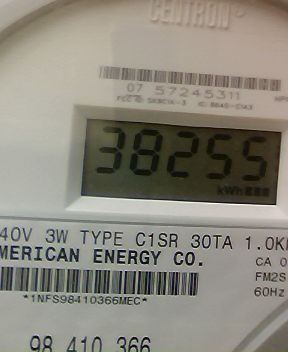 CENTRON
07 57245311
38255
kWh
40V 3W TYPE C1SR 30TA 1.0K
MERICAN ENERGY CO.
CA 0
FM2S
60Hz
*1NFS98410366MEC*
98 410 366